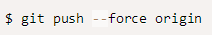 $ git push --force origin